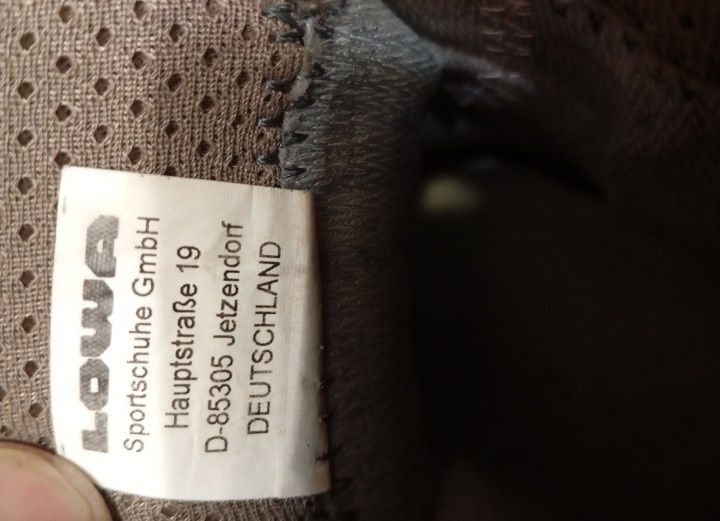 LOWA
Sportschuhe GmbH
Hauptstraße 19
D-85305 Jetzendorf
DEUTSCHLAND